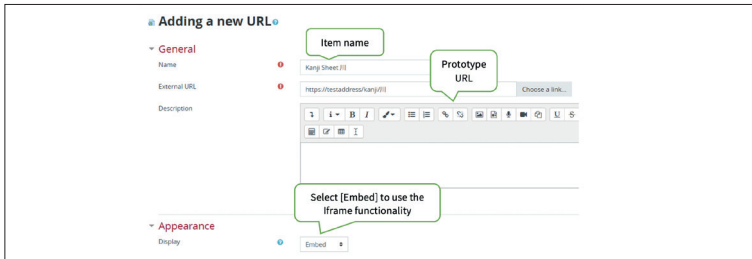 Adding a new URL
General
Item name
Name
Kanji Sheet
Prototype
URL
External URL
https://testaddress/kanji/
Choose a link...
Description
B I U S
Select [Embed] to use the
Iframe functionality
Appearance
Display
Embed